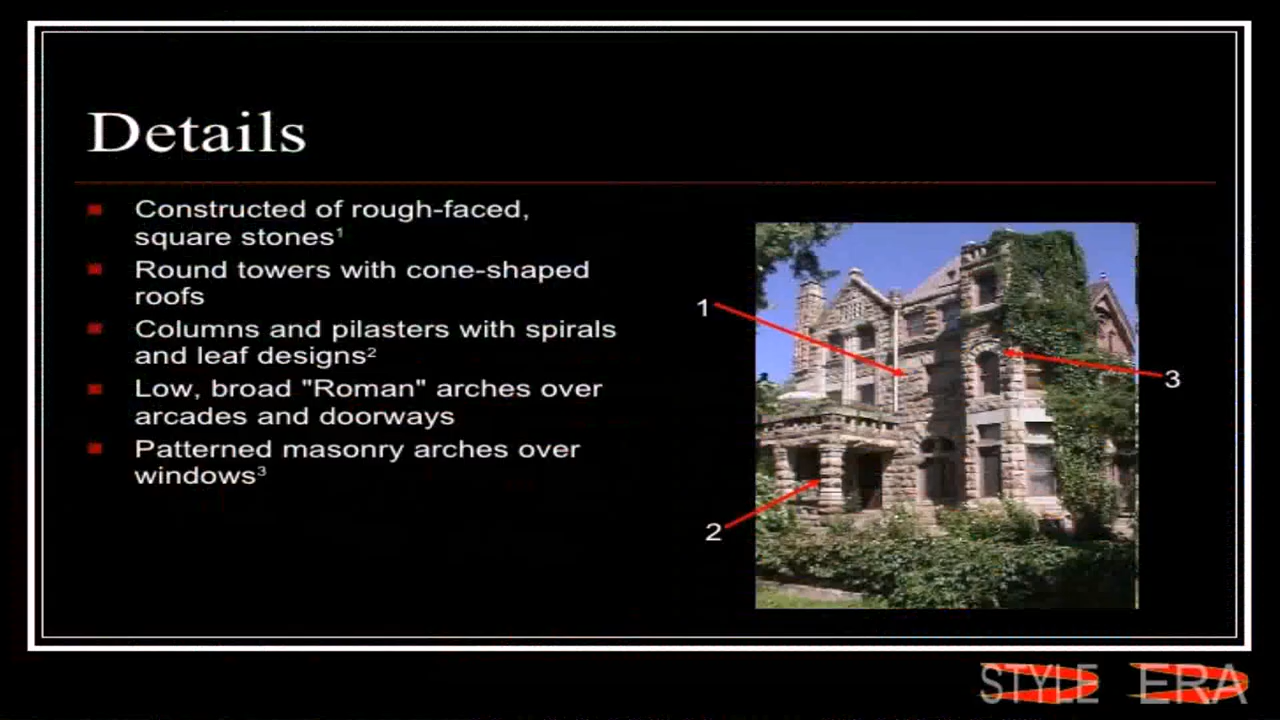 Details
Constructed of rough-faced,
square stones¹
Round towers with cone-shaped
roofs
Columns and pilasters with spirals
and leaf designs²
Low, broad "Roman" arches over
arcades and doorways
Patterned masonry arches over
windows³
1
3
2
STYLE ERA